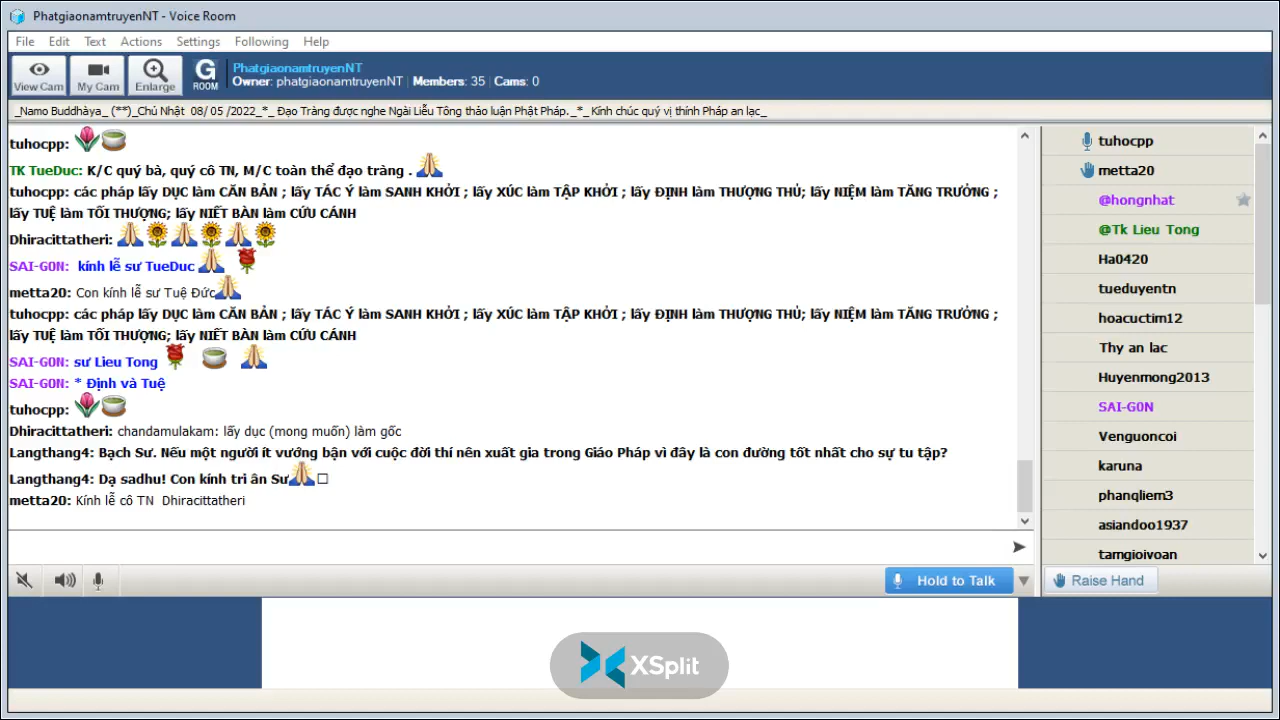 PhatgiaonamtruyenNT - Voice Room
File Edit Text Actions Settings Following Help
View Cam My Cam Enlarge G ROOM
PhatgiaonamtruyenNT
Owner: phatgiaonamtruyenNT | Members: 35 | Cams: 0
_Namo Buddhàya_ (**)_Chủ Nhật 08/ 05 /2022_*_ Đạo Tràng được nghe Ngài Liễu Tông thảo luận Phật Pháp._*_ Kính chúc quý vị thính Pháp an lạc_
tuhocpp:
TK TueDuc: K/C quý bà, quý cô TN, M/C toàn thể đạo tràng .
tuhocpp: các pháp lấy DỤC làm CĂN BẢN ; lấy TÁC Ý làm SANH KHỞI ; lấy XÚC làm TẬP KHỞI ; lấy ĐỊNH làm THƯỢNG THỦ; lấy NIỆM làm TĂNG TRƯỞNG ;
lấy TUỆ làm TỐI THƯỢNG; lấy NIẾT BÀN làm CỨU CÁNH
Dhiracittatheri:
SAI-G0N: kính lễ sư TueDuc
metta20: Con kính lễ sư Tuệ Đức
tuhocpp: các pháp lấy DỤC làm CĂN BẢN ; lấy TÁC Ý làm SANH KHỞI ; lấy XÚC làm TẬP KHỞI ; lấy ĐỊNH làm THƯỢNG THỦ; lấy NIỆM làm TĂNG TRƯỞNG ;
lấy TUỆ làm TỐI THƯỢNG; lấy NIẾT BÀN làm CỨU CÁNH
SAI-G0N: sư Lieu Tong
SAI-G0N: * Định và Tuệ
tuhocpp:
Dhiracittatheri: chandamulakam: lấy dục (mong muốn) làm gốc
Langthang4: Bạch Sư. Nếu một người ít vướng bận với cuộc đời thí nên xuất gia trong Giáo Pháp vì đây là con đường tốt nhất cho sự tu tập?
Langthang4: Dạ sadhu! Con kính tri ân Sư
metta20: Kính lễ cô TN Dhiracittatheri
tuhocpp
metta20
@hongnhat
@Tk Lieu Tong
Ha0420
tueduyentn
hoacuctim12
Thy an lac
Huyenmong2013
SAI-G0N
Venguoncoi
karuna
phanqliem3
asiandoo1937
tamgioivoan
Hold to Talk
Raise Hand
XSplit